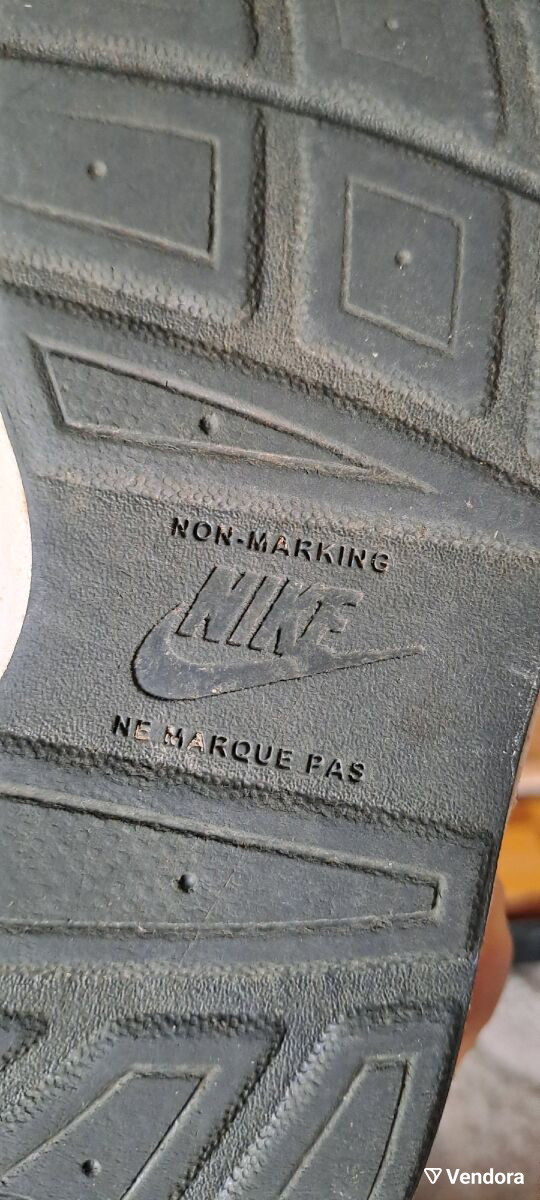 NON-MARKING
NIKE
NE MARQUE PAS
Vendora